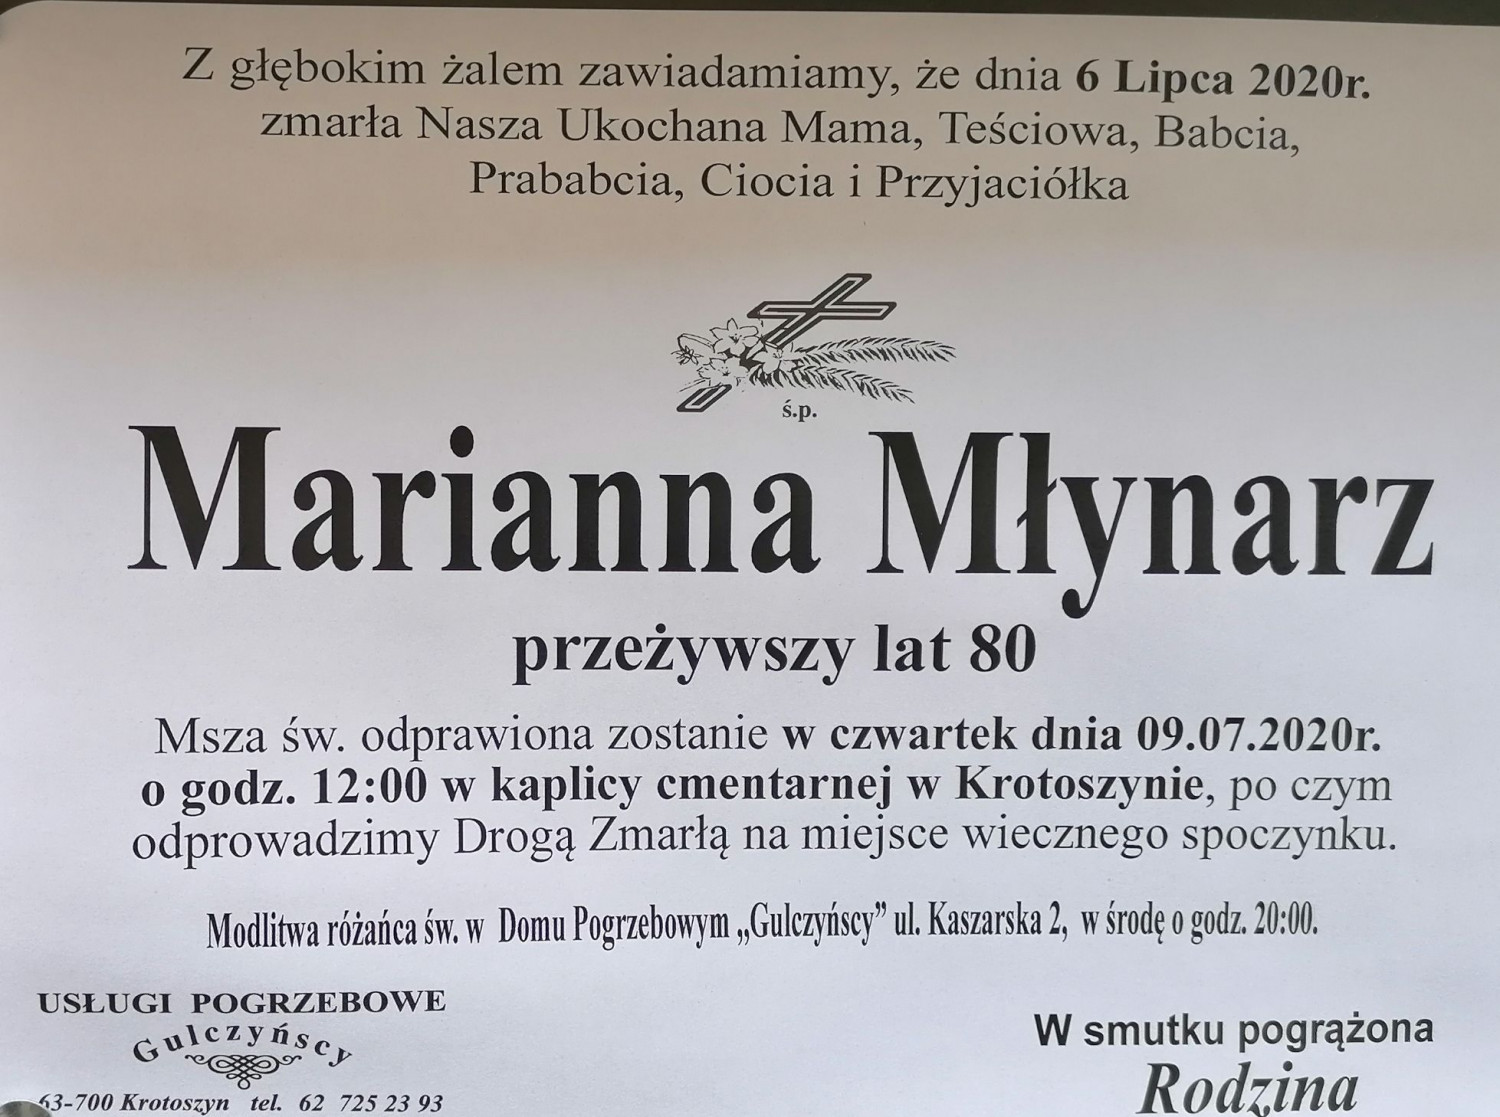 Z głębokim żalem zawiadamiamy, że dnia 6 Lipca 2020r.
zmarła Nasza Ukochana Mama, Teściowa, Babcia,
Prababcia, Ciocia i Przyjaciółka
ś.p.
Marianna Młynarz
przeżywszy lat 80
Msza św. odprawiona zostanie w czwartek dnia 09.07.2020r.
o godz. 12:00 w kaplicy cmentarnej w Krotoszynie, po czym
odprowadzimy Drogą Zmarłą na miejsce wiecznego spoczynku.
Modlitwa różańca św. w Domu Pogrzebowym „Gulczyńscy” ul. Kaszarska 2, w środę o godz. 20:00.
USŁUGI POGRZEBOWE
Gulczyńscy
63-700 Krotoszyn tel. 62 725 23 93
W smutku pogrążona
Rodzina